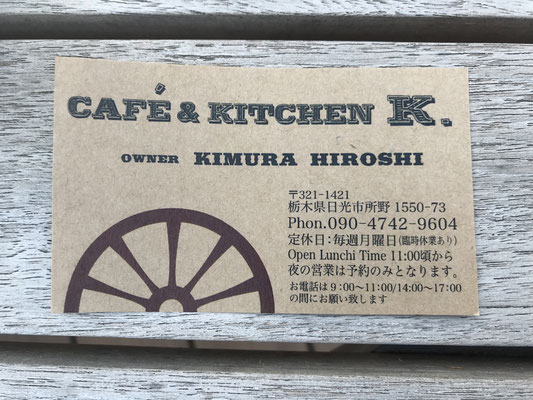 CAFÉ & KITCHEN K.
OWNER KIMURA HIROSHI
〒321-1421
栃木県日光市所野 1550-73
Phon.090-4742-9604
定休日：毎週月曜日(臨時休業あり)
Open Lunchi Time 11:00頃から
夜の営業は予約のみとなります。
お電話は 9：00〜11:00/14:00〜17:00
の間にお願い致します